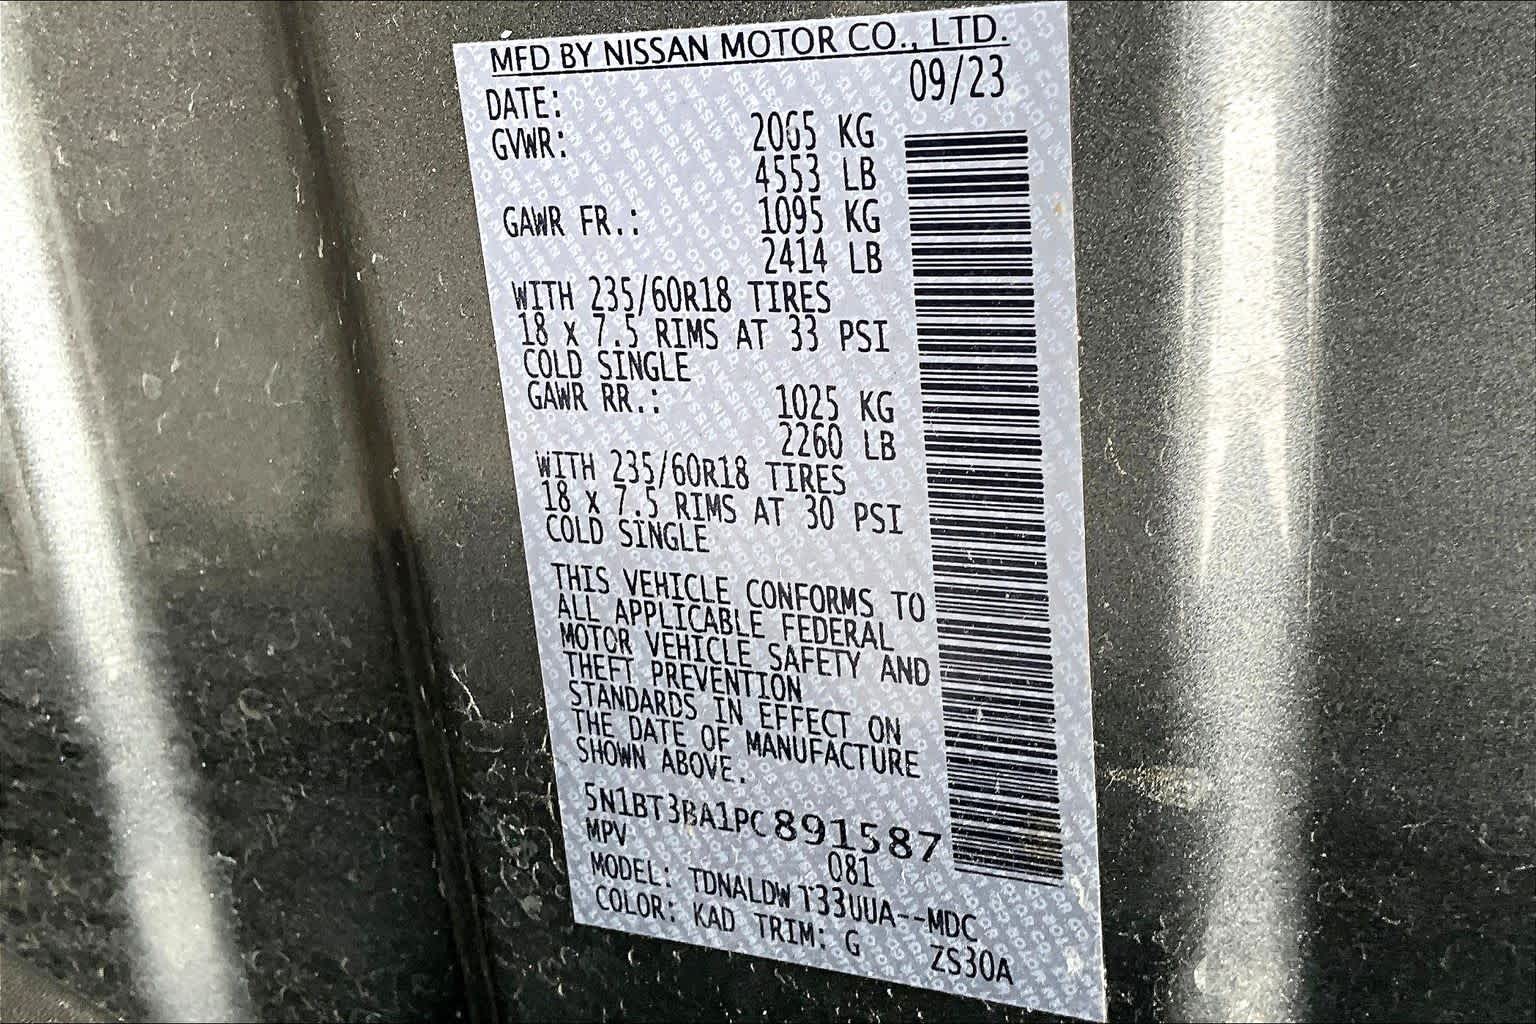 MFD BY NISSAN MOTOR CO., LTD.
DATE: 09/23
GVWR: 2065 KG
4553 LB
GAWR FR.: 1095 KG
2414 LB
WITH 235/60R18 TIRES
18 x 7.5 RIMS AT 33 PSI
COLD SINGLE
GAWR RR.: 1025 KG
2260 LB
WITH 235/60R18 TIRES
18 x 7.5 RIMS AT 30 PSI
COLD SINGLE
THIS VEHICLE CONFORMS TO
ALL APPLICABLE FEDERAL
MOTOR VEHICLE SAFETY AND
THEFT PREVENTION
STANDARDS IN EFFECT ON
THE DATE OF MANUFACTURE
SHOWN ABOVE.
5N1BT3BA1PC891587
MPV 081
MODEL: TDNALDWT33UUA--MDC
COLOR: KAD TRIM: G ZS30A